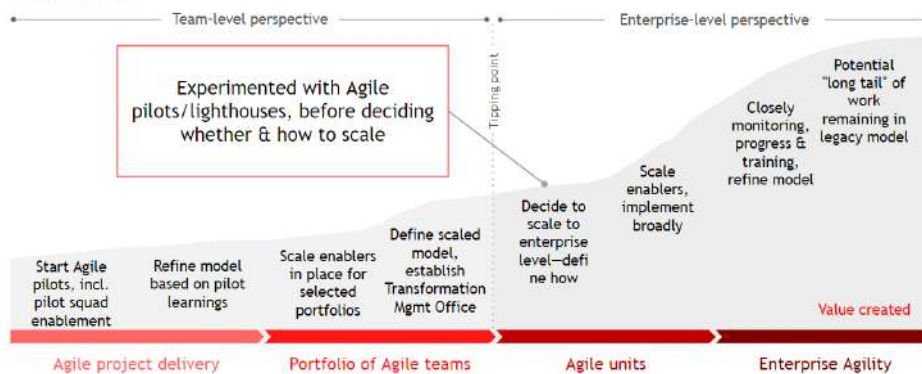 Team-level perspective
Enterprise-level perspective
Tipping point
Experimented with Agile
pilots/lighthouses, before deciding
whether & how to scale
Start Agile
pilots, incl.
pilot squad
enablement
Refine model
based on pilot
learnings
Scale enablers
in place for
selected
portfolios
Define scaled
model,
establish
Transformation
Mgmt Office
Decide to
scale to
enterprise
level—defi
ne how
Scale
enablers,
implement
broadly
Closely
monitoring,
progress &
training,
refine model
Potential
"long tail" of
work
remaining in
legacy model
Value created
Agile project delivery
Portfolio of Agile teams
Agile units
Enterprise Agility